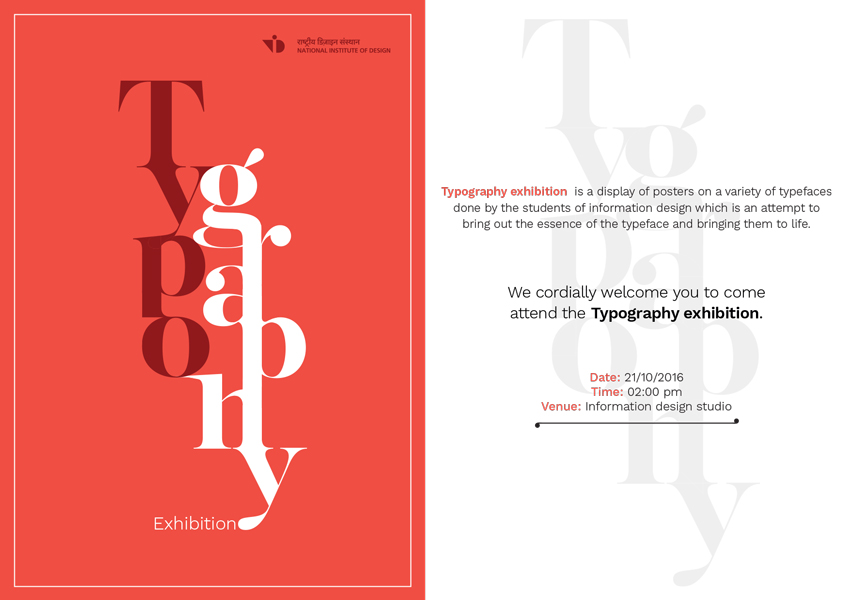 राष्ट्रीय डिज़ाइन संस्थान
NATIONAL INSTITUTE OF DESIGN
Typography
Exhibition
Typography exhibition is a display of posters on a variety of typefaces
done by the students of information design which is an attempt to
bring out the essence of the typeface and bringing them to life.
We cordially welcome you to come
attend the Typography exhibition.
Date: 21/10/2016
Time: 02:00 pm
Venue: Information design studio
Typography